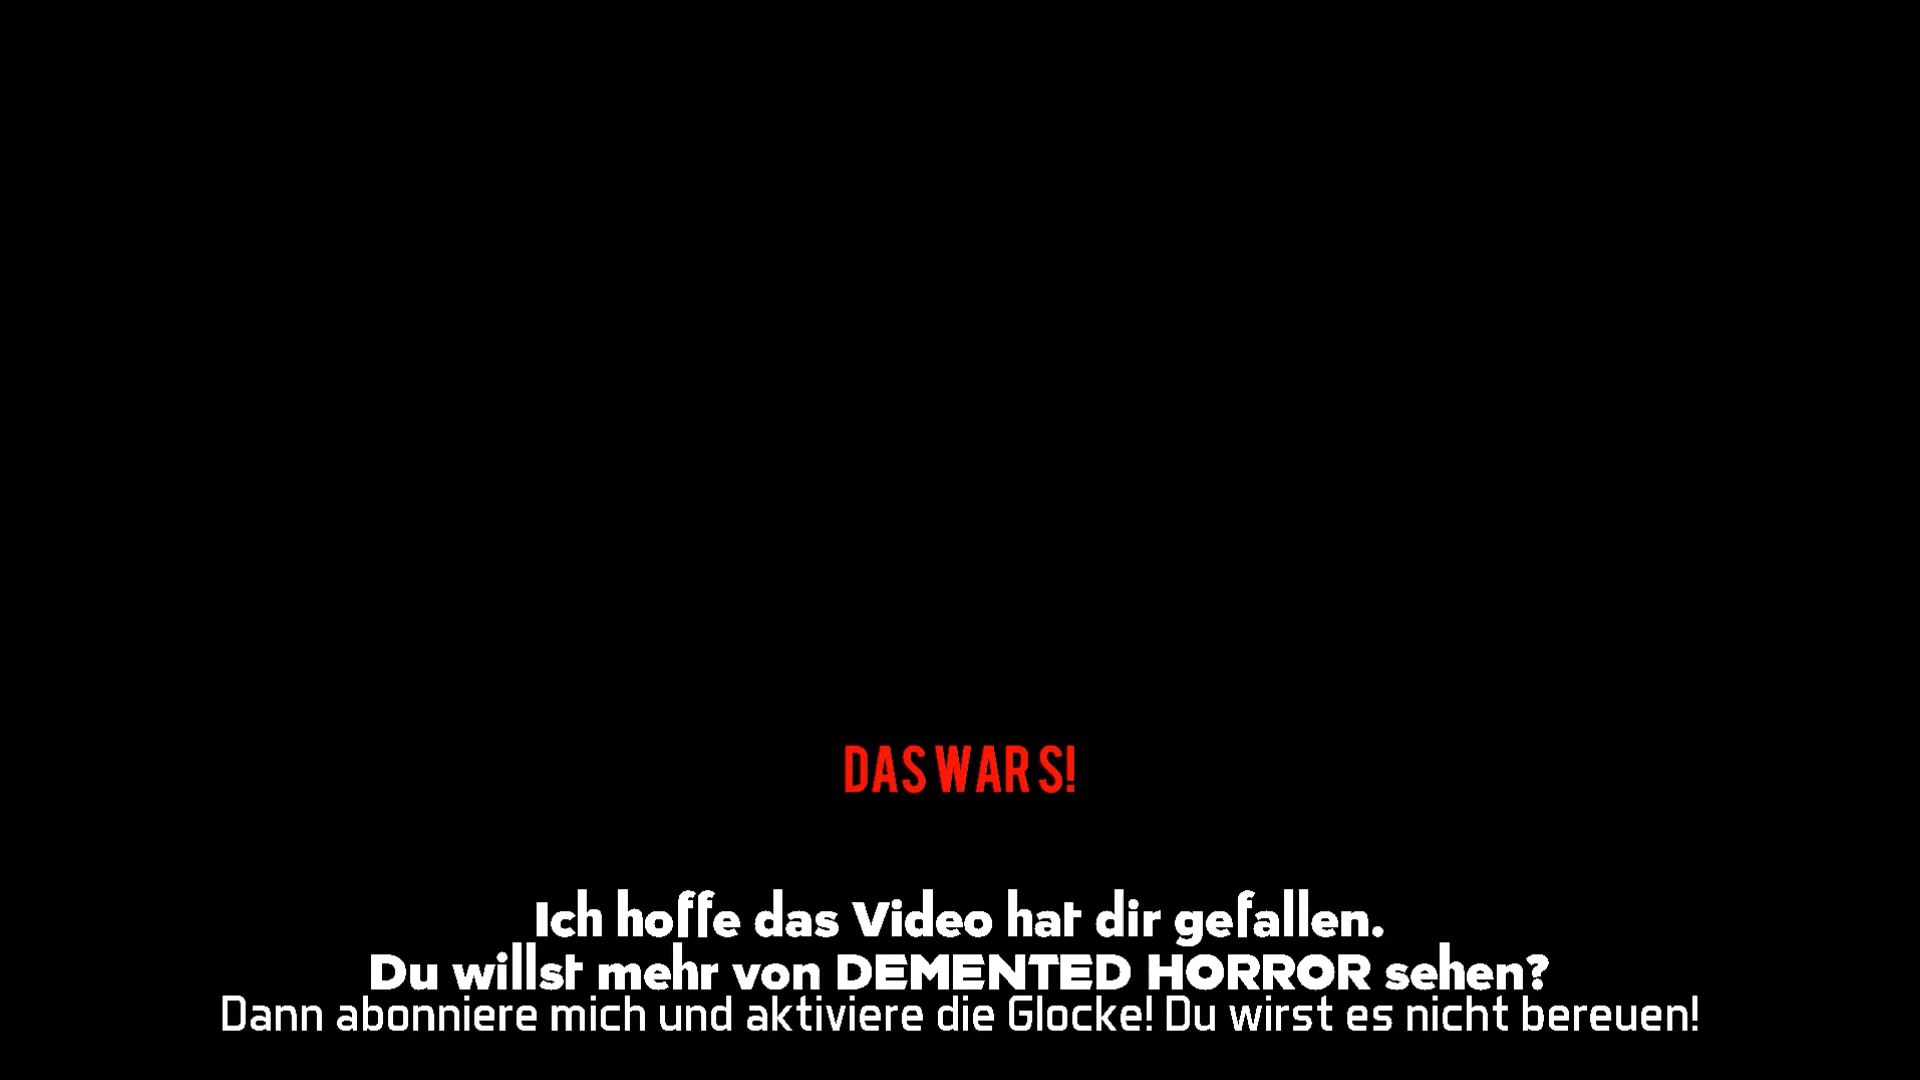 DAS WAR S!
Ich hoffe das Video hat dir gefallen.
Du willst mehr von DEMENTED HORROR sehen?
Dann abonniere mich und aktiviere die Glocke! Du wirst es nicht bereuen!